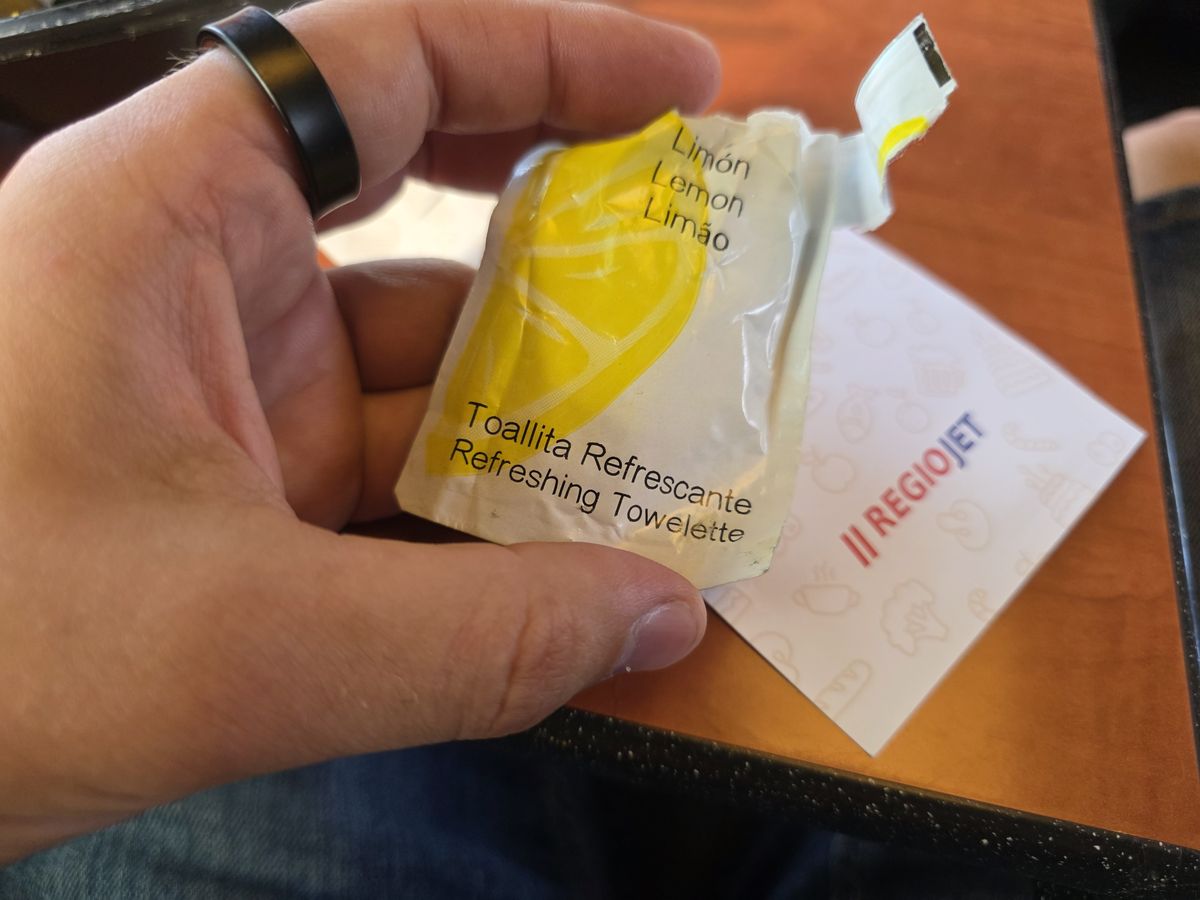 Limón
Lemon
Limão
Toallita Refrescante
Refreshing Towelette
REGIOJET